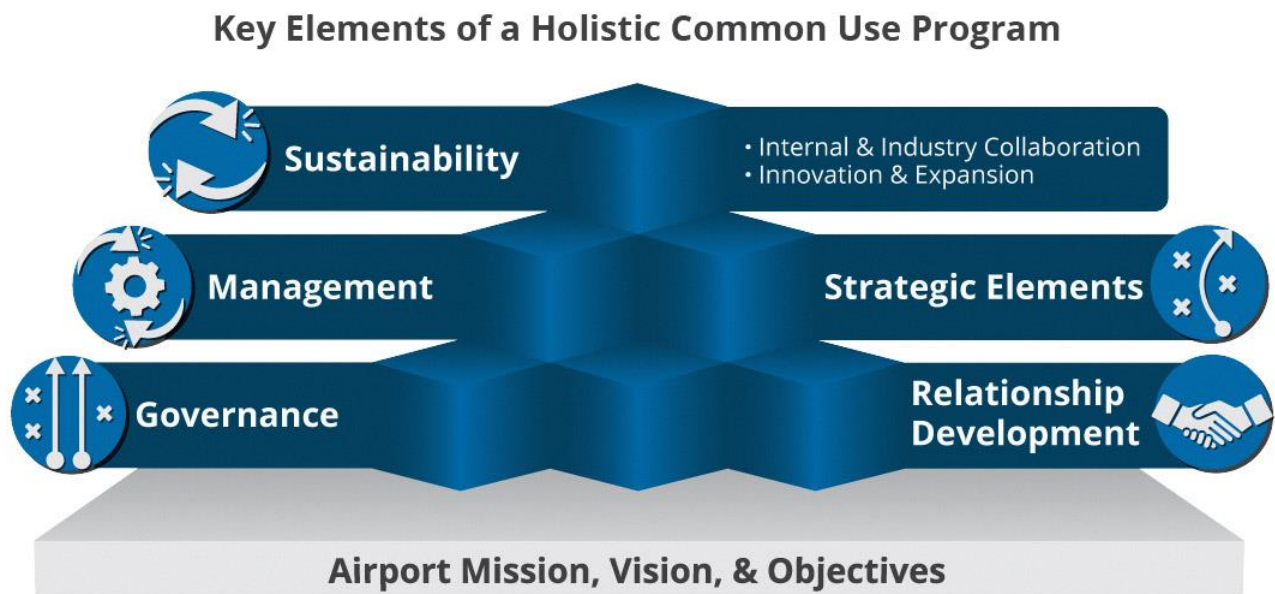 Key Elements of a Holistic Common Use Program
Sustainability
• Internal & Industry Collaboration
• Innovation & Expansion
Management
Strategic Elements
Governance
Relationship
Development
Airport Mission, Vision, & Objectives